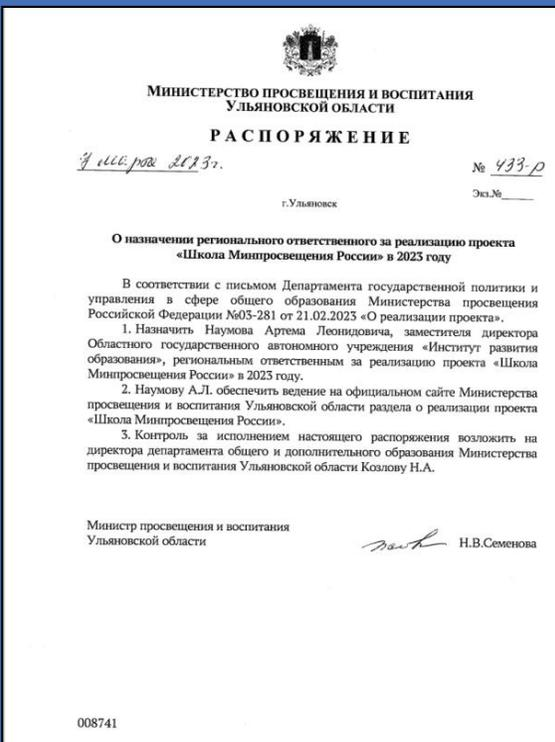 МИНИСТЕРСТВО ПРОСВЕЩЕНИЯ И ВОСПИТАНИЯ
УЛЬЯНОВСКОЙ ОБЛАСТИ
РАСПОРЯЖЕНИЕ
7 марта 2023г.
№ 433-р
Экз.№
г.Ульяновск
О назначении регионального ответственного за реализацию проекта
«Школа Минпросвещения России» в 2023 году
В соответствии с письмом Департамента государственной политики и
управления в сфере общего образования Министерства просвещения
Российской Федерации №03-281 от 21.02.2023 «О реализации проекта».
1. Назначить Наумова Артема Леонидовича, заместителя директора
Областного государственного автономного учреждения «Институт развития
образования», региональным ответственным за реализацию проекта «Школа
Минпросвещения России» в 2023 году.
2. Наумову А.Л. обеспечить ведение на официальном сайте Министерства
просвещения и воспитания Ульяновской области раздела о реализации проекта
«Школа Минпросвещения России».
3. Контроль за исполнением настоящего распоряжения возложить на
директора департамента общего и дополнительного образования Министерства
просвещения и воспитания Ульяновской области Козлову Н.А.
Министр просвещения и воспитания
Ульяновской области
Н.В.Семенова
008741